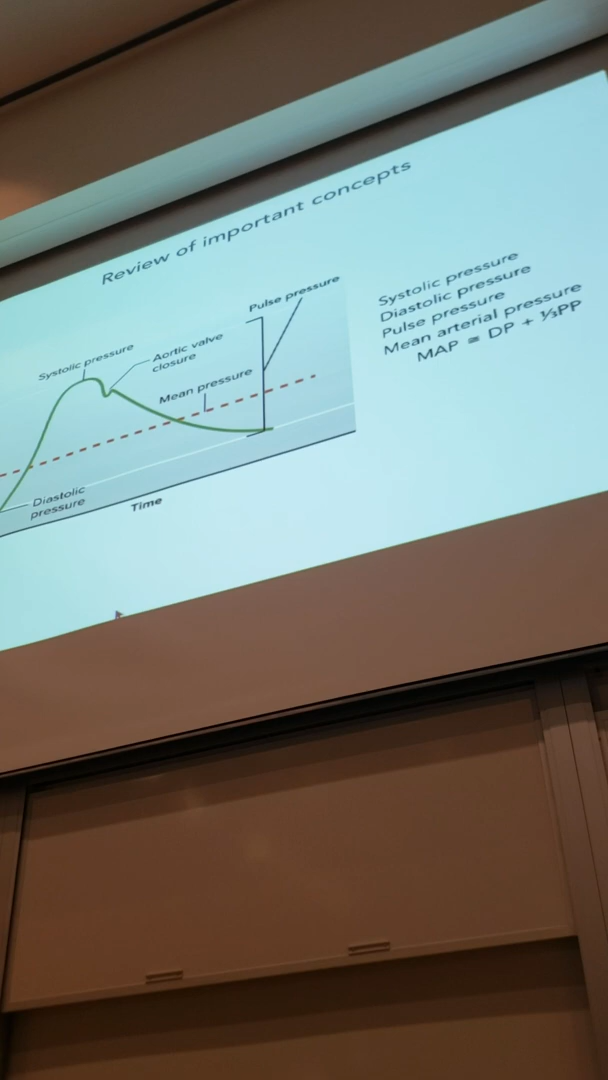 Review of important concepts
Systolic pressure
Aortic valve
closure
Mean pressure
Pulse pressure
Diastolic
pressure
Time
Systolic pressure
Diastolic pressure
Pulse pressure
Mean arterial pressure
MAP = DP + ⅓PP